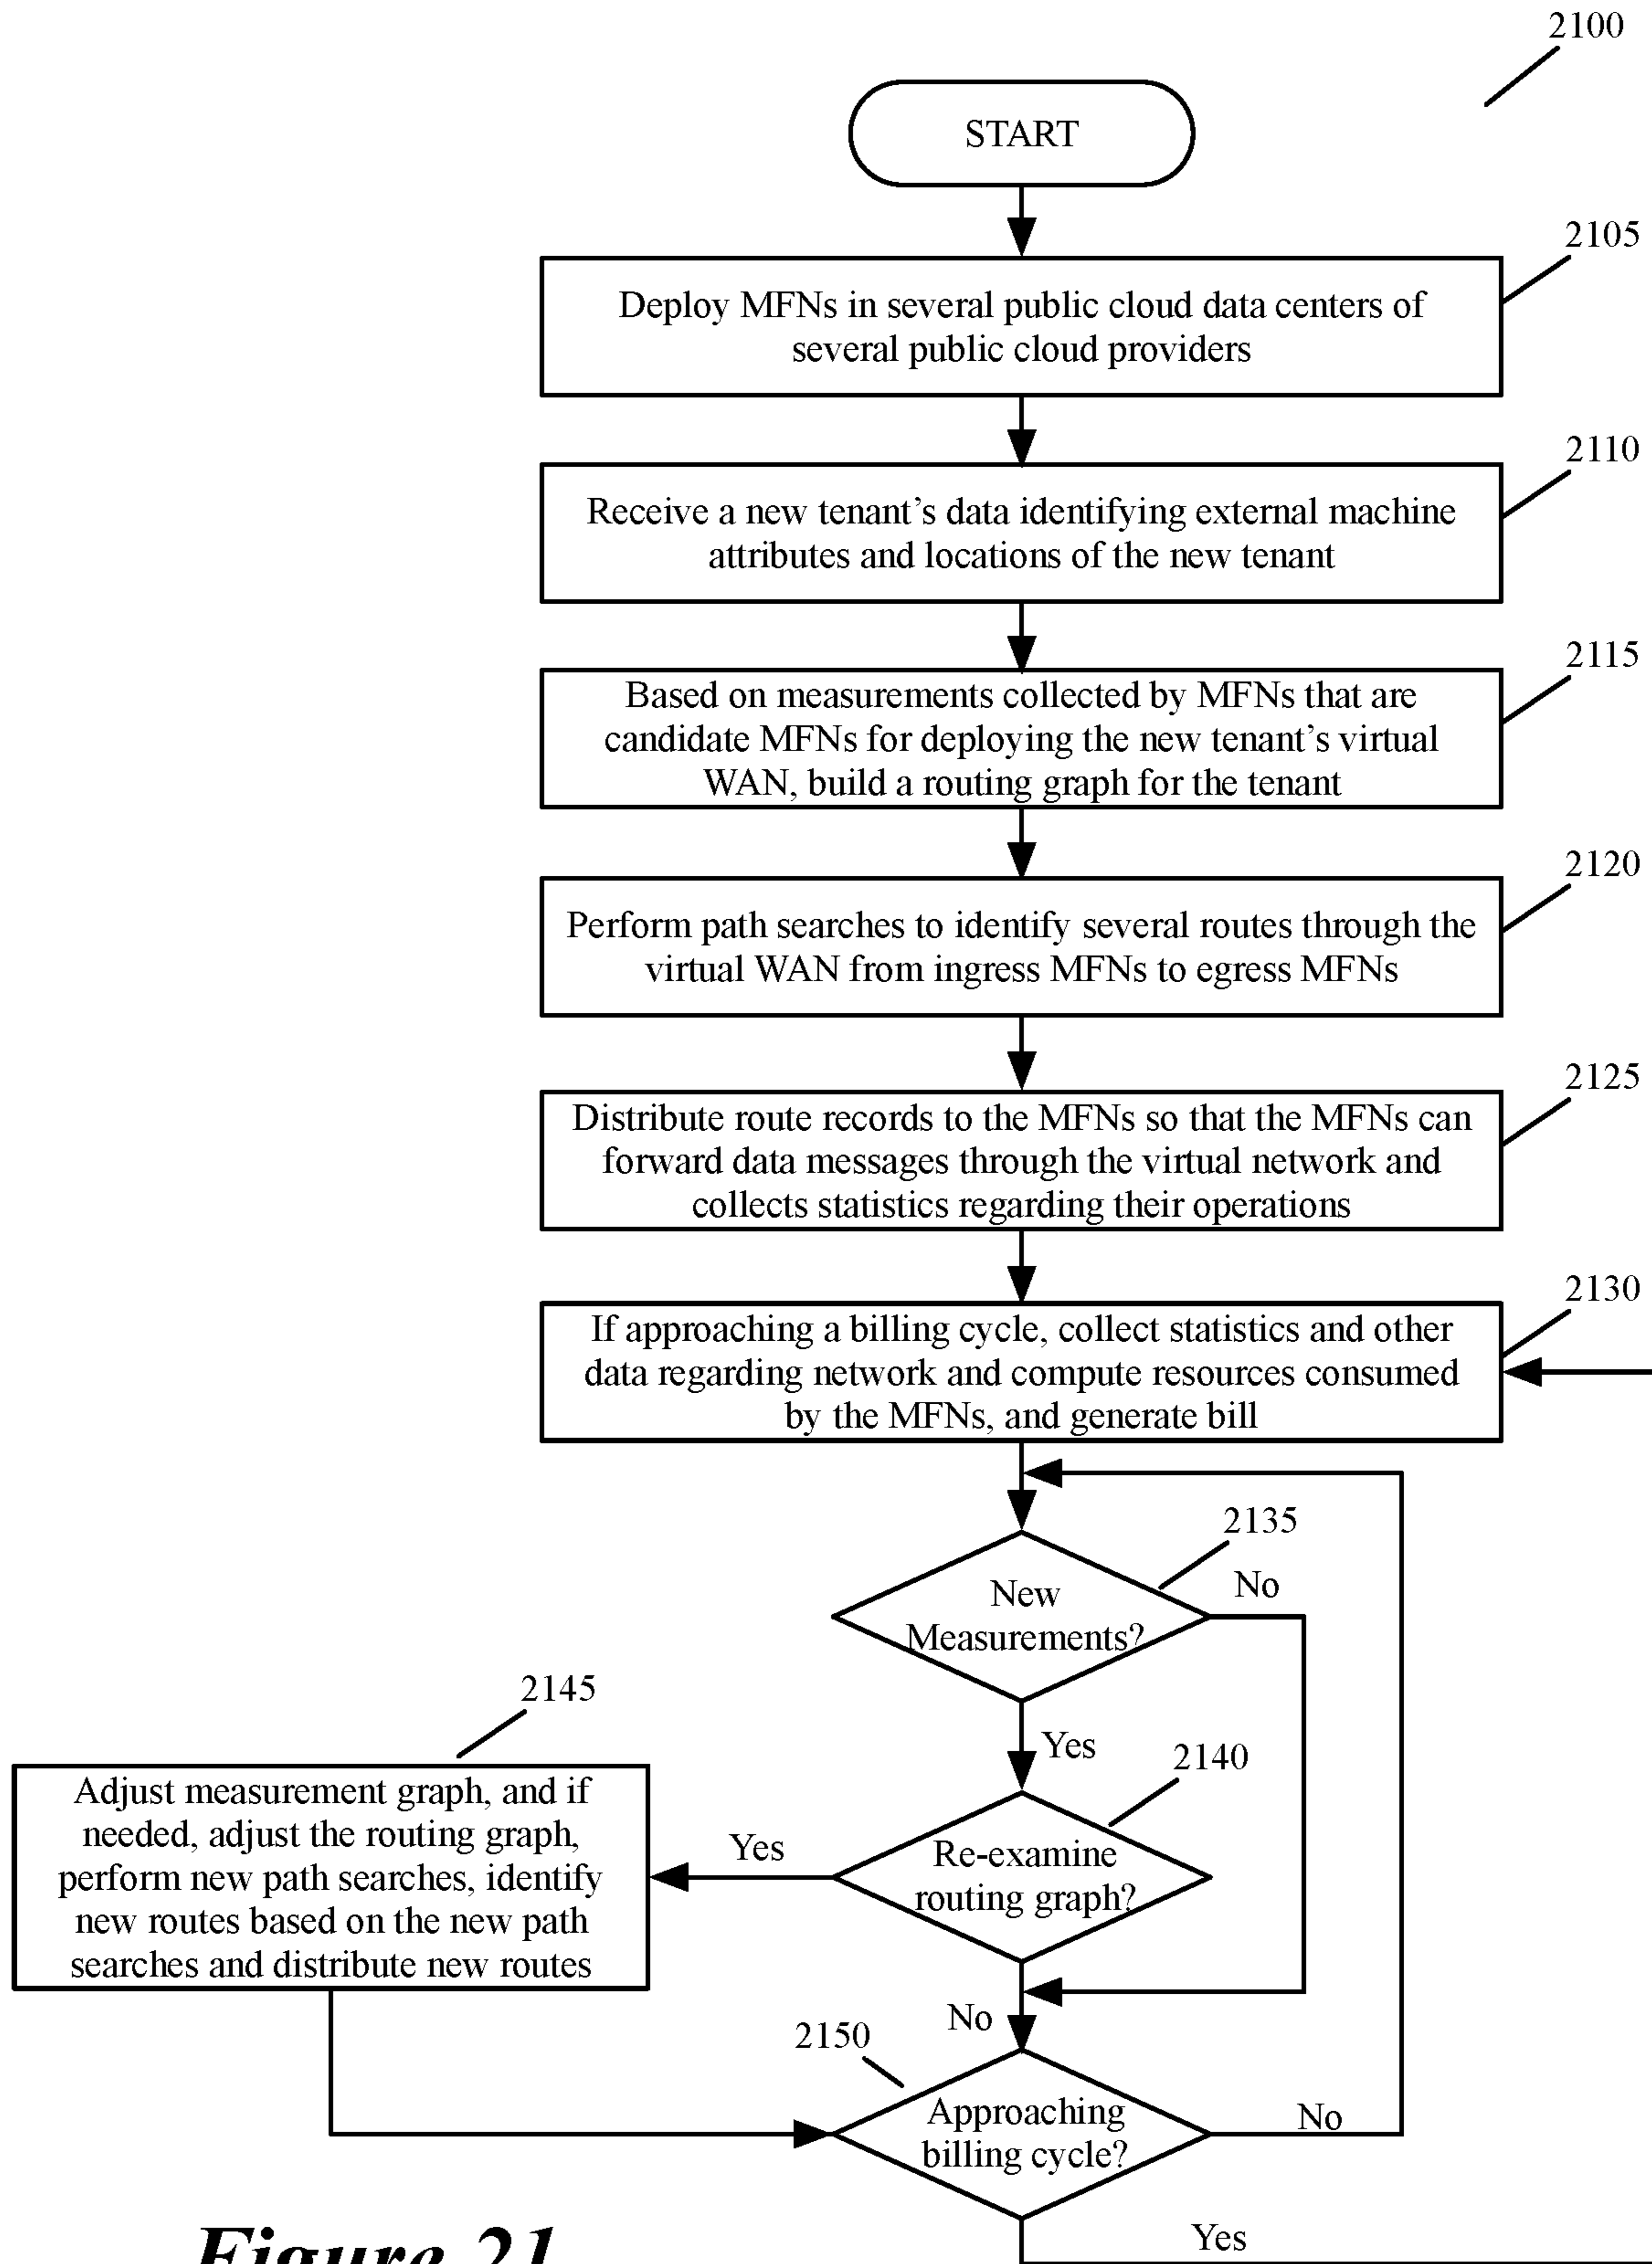 2100
START
2105
Deploy MFNs in several public cloud data centers of
several public cloud providers
2110
Receive a new tenant’s data identifying external machine
attributes and locations of the new tenant
2115
Based on measurements collected by MFNs that are
candidate MFNs for deploying the new tenant’s virtual
WAN, build a routing graph for the tenant
2120
Perform path searches to identify several routes through the
virtual WAN from ingress MFNs to egress MFNs
2125
Distribute route records to the MFNs so that the MFNs can
forward data messages through the virtual network and
collects statistics regarding their operations
2130
If approaching a billing cycle, collect statistics and other
data regarding network and compute resources consumed
by the MFNs, and generate bill
2135
New
Measurements?
No
Yes
2140
Re-examine
routing graph?
Yes
2145
Adjust measurement graph, and if
needed, adjust the routing graph,
perform new path searches, identify
new routes based on the new path
searches and distribute new routes
No
2150
Approaching
billing cycle?
No
Yes
Figure 21